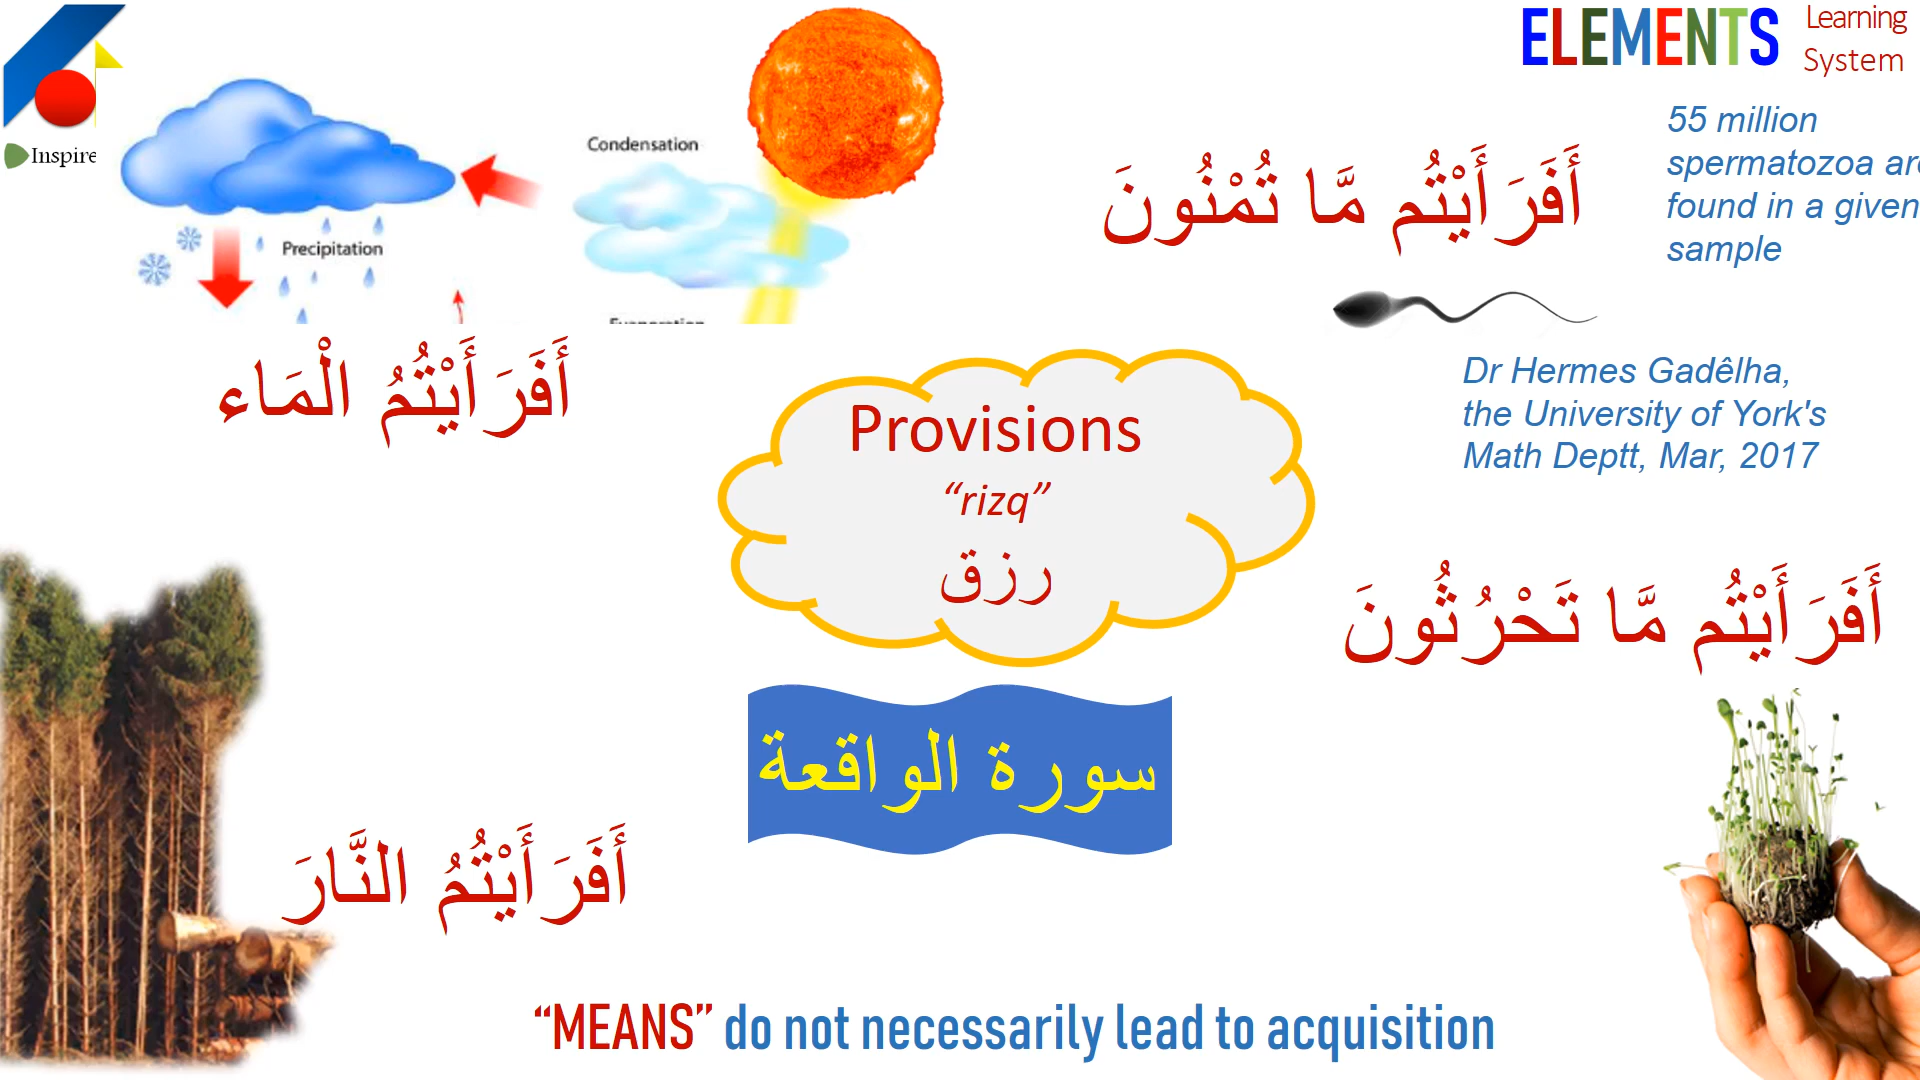 Inspire
ELEMENTS
Learning
System
Condensation
Precipitation
Evaporation
أَفَرَأَيْتُم مَّا تُمْنُونَ
55 million
spermatozoa are
found in a given
sample
أَفَرَأَيْتُمُ الْمَاء
Dr Hermes Gadêlha,
the University of York's
Math Deptt, Mar, 2017
Provisions
“rizq”
رزق
أَفَرَأَيْتُم مَّا تَحْرُثُونَ
سورة الواقعة
أَفَرَأَيْتُمُ النَّارَ
“MEANS” do not necessarily lead to acquisition